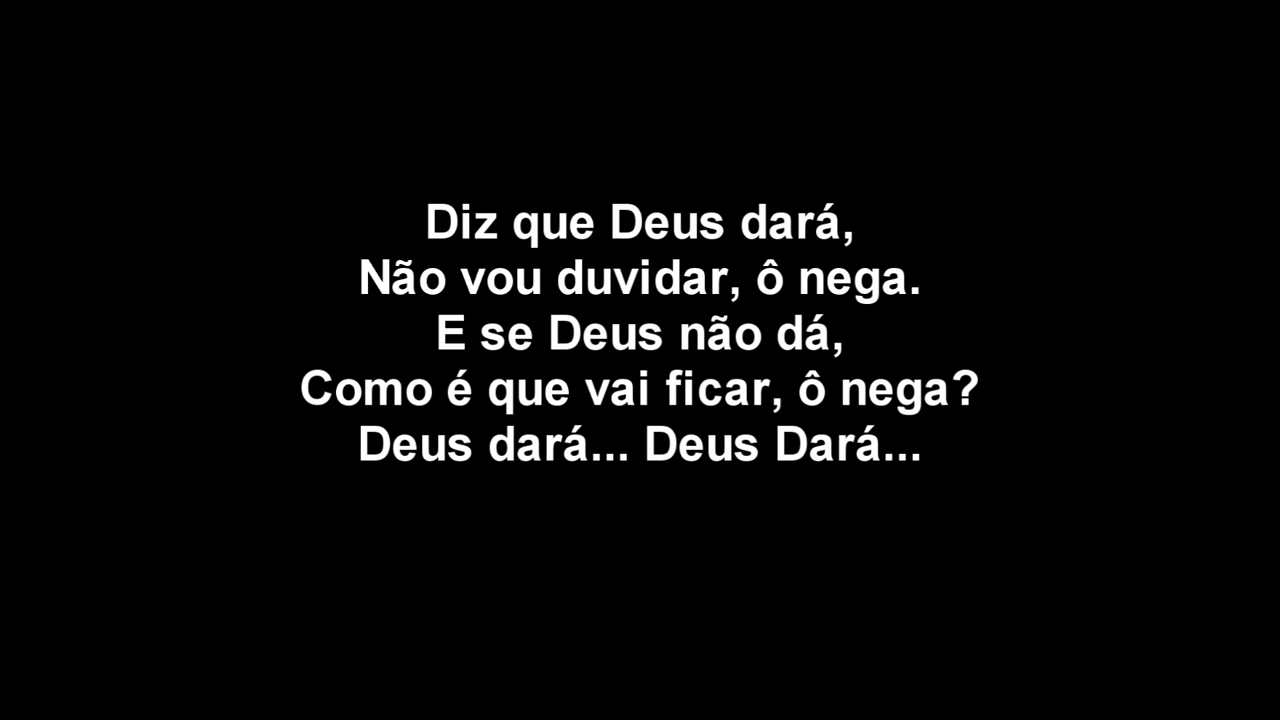 Diz que Deus dará,
Não vou duvidar, ô nega.
E se Deus não dá,
Como é que vai ficar, ô nega?
Deus dará... Deus Dará...